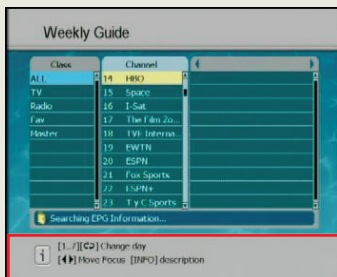 Weekly Guide
Class Channel
ALL 14 HBO
TV 15 Space
Radio 16 I-Sat
Fav 17 The Film Zo...
Master 18 TVE Interna...
19 EWTN
20 ESPN
21 Fox Sports
22 ESPN+
23 T y C Sports
Searching EPG Information...
i [1..7][⮂] Change day
[◀▶] Move Focus [INFO] description